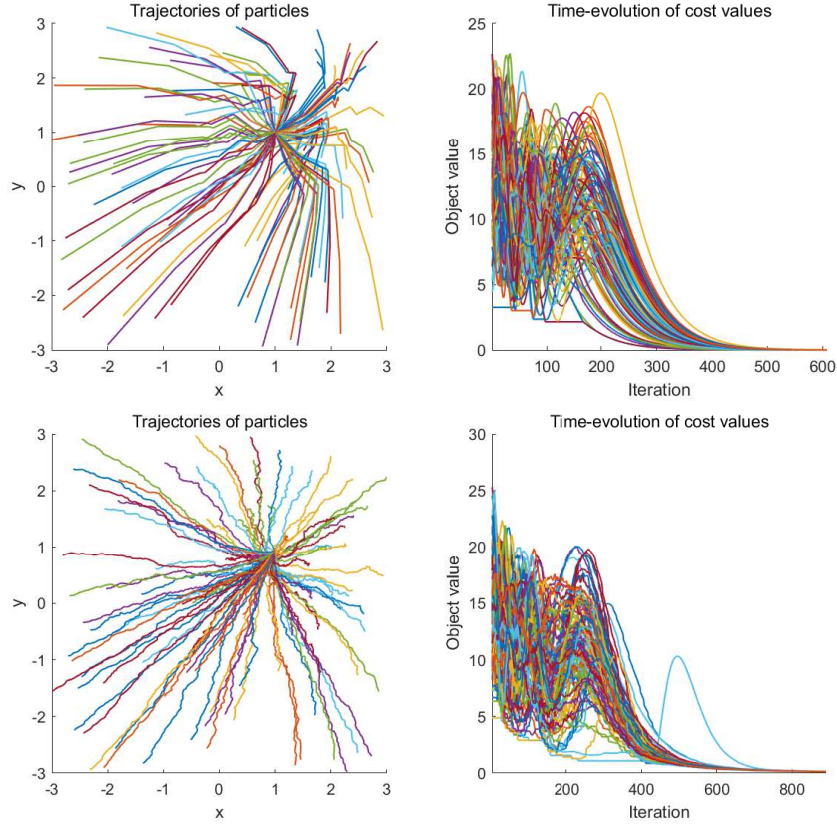 Trajectories of particles
3
2
1
0
-1
-2
-3
y
-3 -2 -1 0 1 2 3
x
Time-evolution of cost values
25
20
15
10
5
0
Object value
100 200 300 400 500 600
Iteration
Trajectories of particles
3
2
1
0
-1
-2
-3
y
-3 -2 -1 0 1 2 3
x
Time-evolution of cost values
30
25
20
15
10
5
0
Object value
200 400 600 800
Iteration